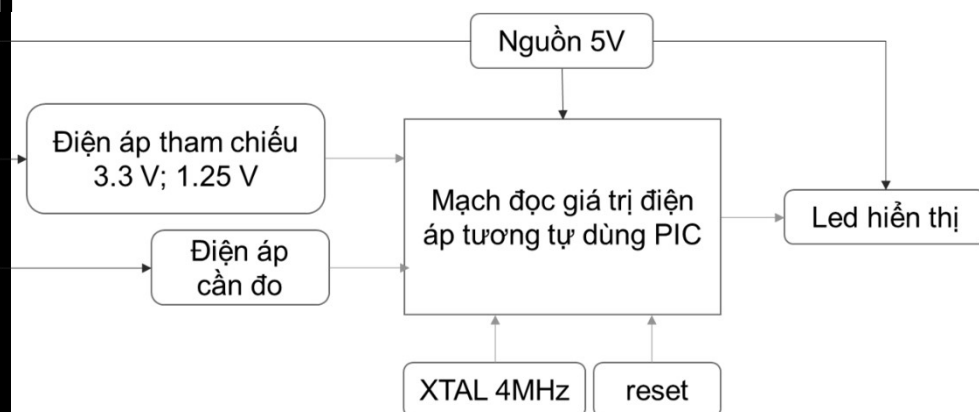 Nguồn 5V
Điện áp tham chiếu
3.3 V; 1.25 V
Mạch đọc giá trị điện
áp tương tự dùng PIC
Led hiển thị
Điện áp
cần đo
XTAL 4MHz
reset